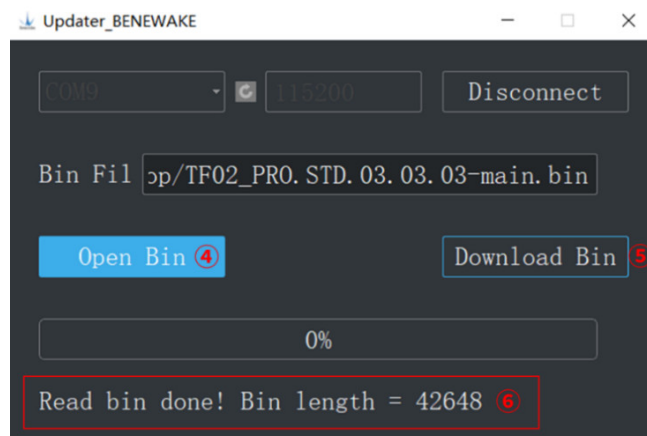 Updater_BENEWAKE
COM9 115200 Disconnect
Bin Fil op/TF02_PRO.STD.03.03.03-main.bin
Open Bin ④ Download Bin ⑤
0%
Read bin done! Bin length = 42648 ⑥